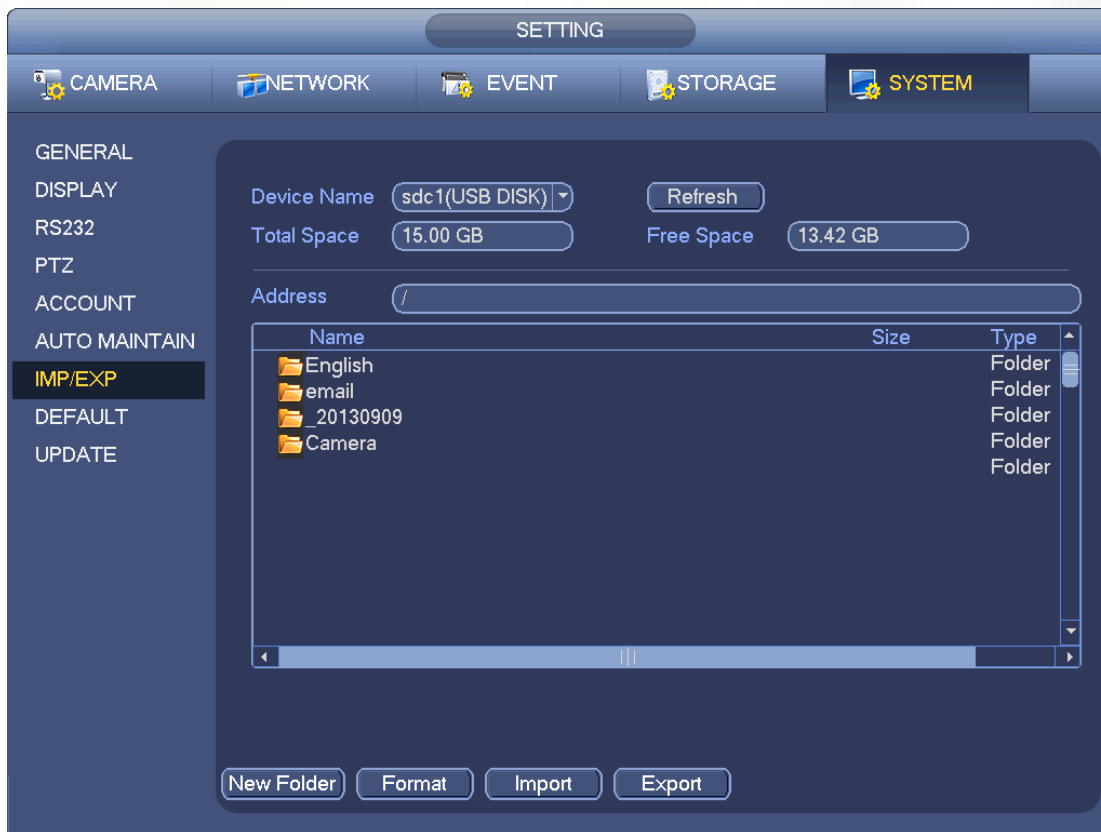 SETTING
CAMERA NETWORK EVENT STORAGE SYSTEM
GENERAL
DISPLAY
RS232
PTZ
ACCOUNT
AUTO MAINTAIN
IMP/EXP
DEFAULT
UPDATE
Device Name sdc1(USB DISK) Refresh
Total Space 15.00 GB Free Space 13.42 GB
Address /
Name Size Type
English Folder
email Folder
_20130909 Folder
Camera Folder
Folder
New Folder Format Import Export